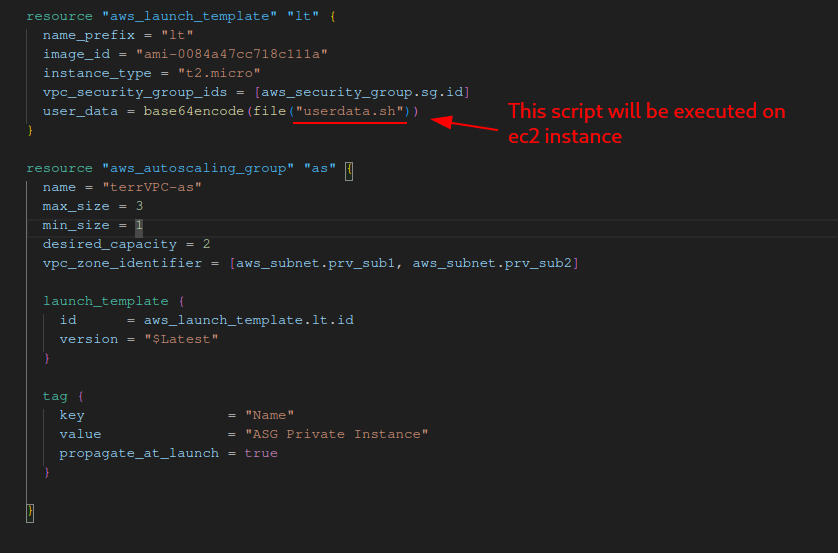 resource "aws_launch_template" "lt" {
name_prefix = "lt"
image_id = "ami-0084a47cc718c111a"
instance_type = "t2.micro"
vpc_security_group_ids = [aws_security_group.sg.id]
user_data = base64encode(file("userdata.sh"))
}
This script will be executed on
ec2 instance
resource "aws_autoscaling_group" "as" {
name = "terrVPC-as"
max_size = 3
min_size = 1
desired_capacity = 2
vpc_zone_identifier = [aws_subnet.prv_sub1, aws_subnet.prv_sub2]
launch_template {
id = aws_launch_template.lt.id
version = "$Latest"
}
tag {
key = "Name"
value = "ASG Private Instance"
propagate_at_launch = true
}
}